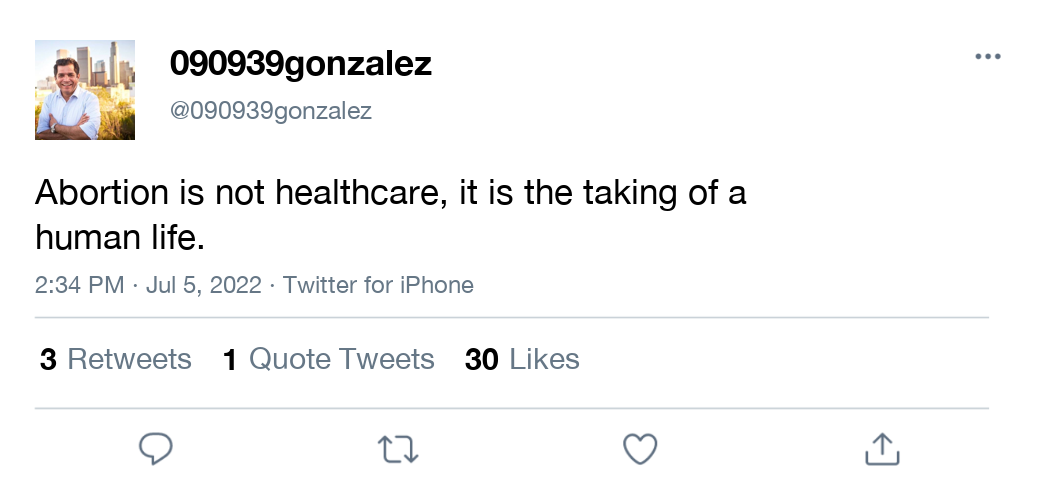 090939gonzalez
@090939gonzalez
Abortion is not healthcare, it is the taking of a
human life.
2:34 PM · Jul 5, 2022 · Twitter for iPhone
3 Retweets 1 Quote Tweets 30 Likes